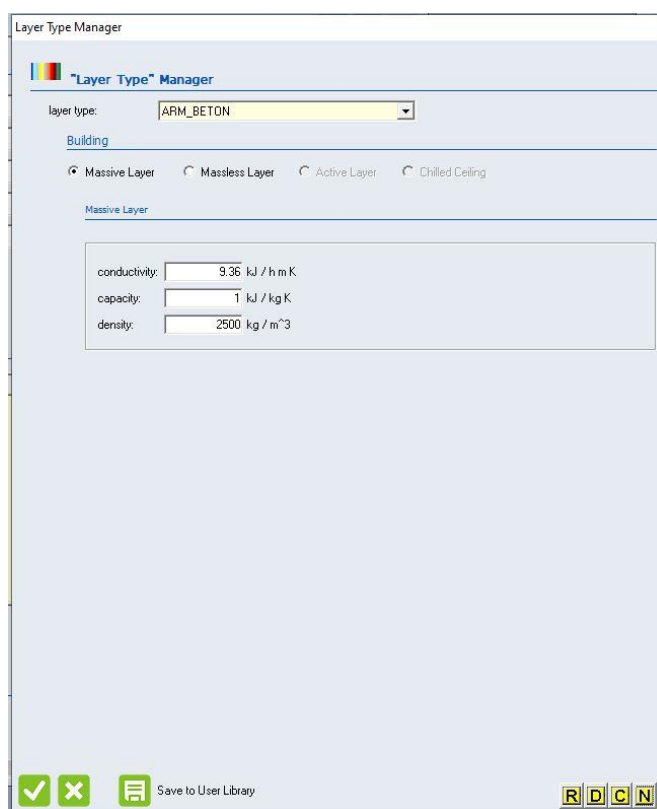 Layer Type Manager
"Layer Type" Manager
layer type: ARM_BETON
Building
Massive Layer Massless Layer Active Layer Chilled Ceiling
Massive Layer
conductivity: 9.36 kJ / h m K
capacity: 1 kJ / kg K
density: 2500 kg / m^3
Save to User Library
R D C N